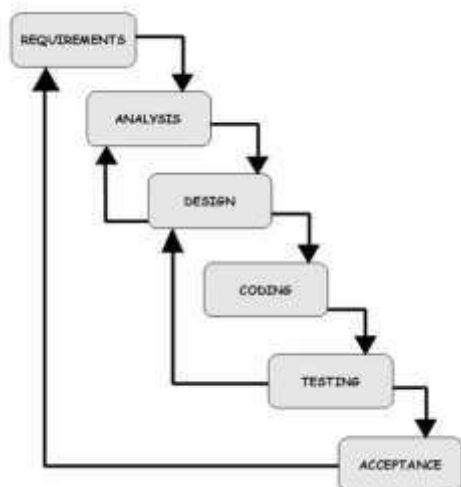 REQUIREMENTS
ANALYSIS
DESIGN
CODING
TESTING
ACCEPTANCE